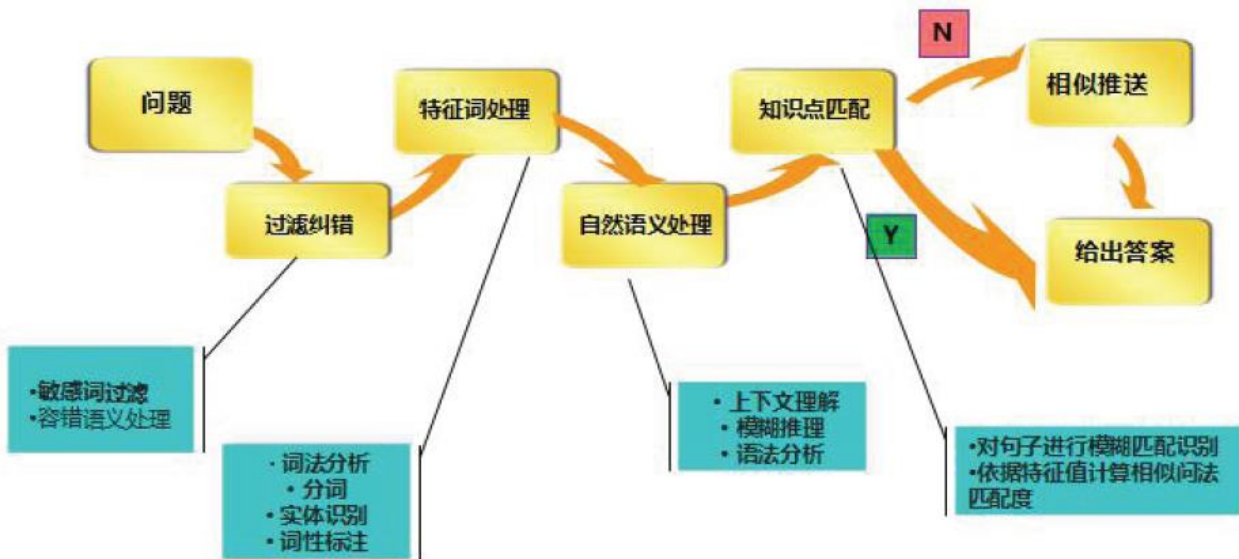 N
问题
特征词处理
知识点匹配
相似推送
过滤纠错
自然语义处理
Y
给出答案
•敏感词过滤
•容错语义处理
•词法分析
•分词
•实体识别
•词性标注
•上下文理解
•模糊推理
•语法分析
•对句子进行模糊匹配识别
•依据特征值计算相似问法
匹配度